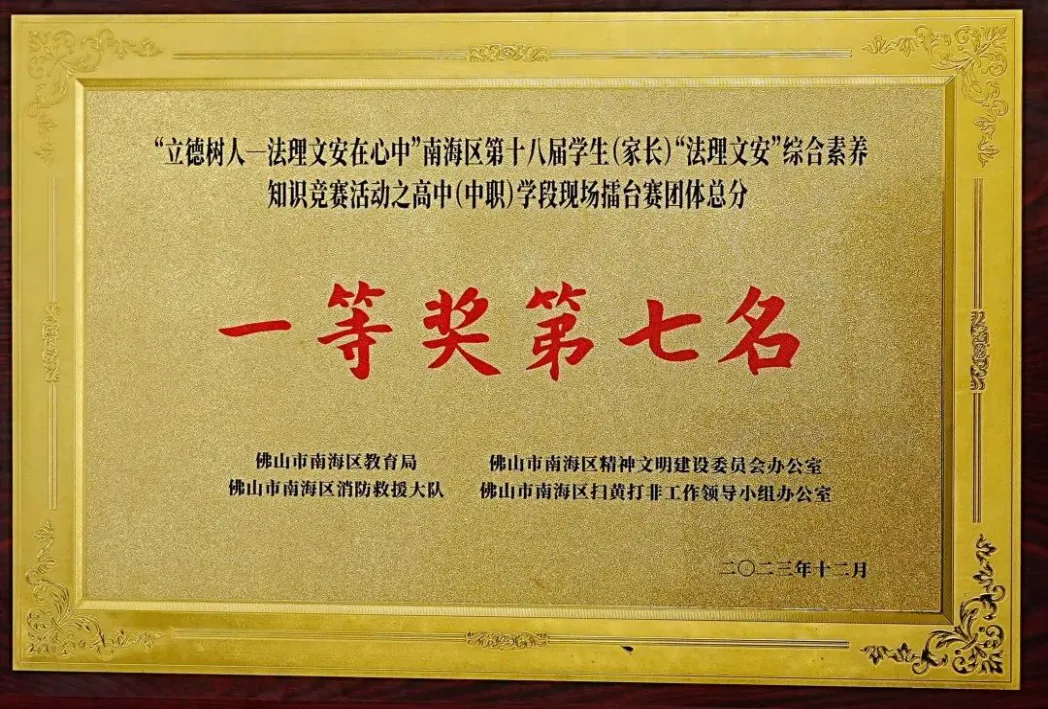 “立德树人—法理文安在心中”南海区第十八届学生(家长)“法理文安”综合素养
知识竞赛活动之高中(中职)学段现场擂台赛团体总分
一等奖第七名
佛山市南海区教育局 佛山市南海区精神文明建设委员会办公室
佛山市南海区消防救援大队 佛山市南海区扫黄打非工作领导小组办公室
二〇二三年十二月